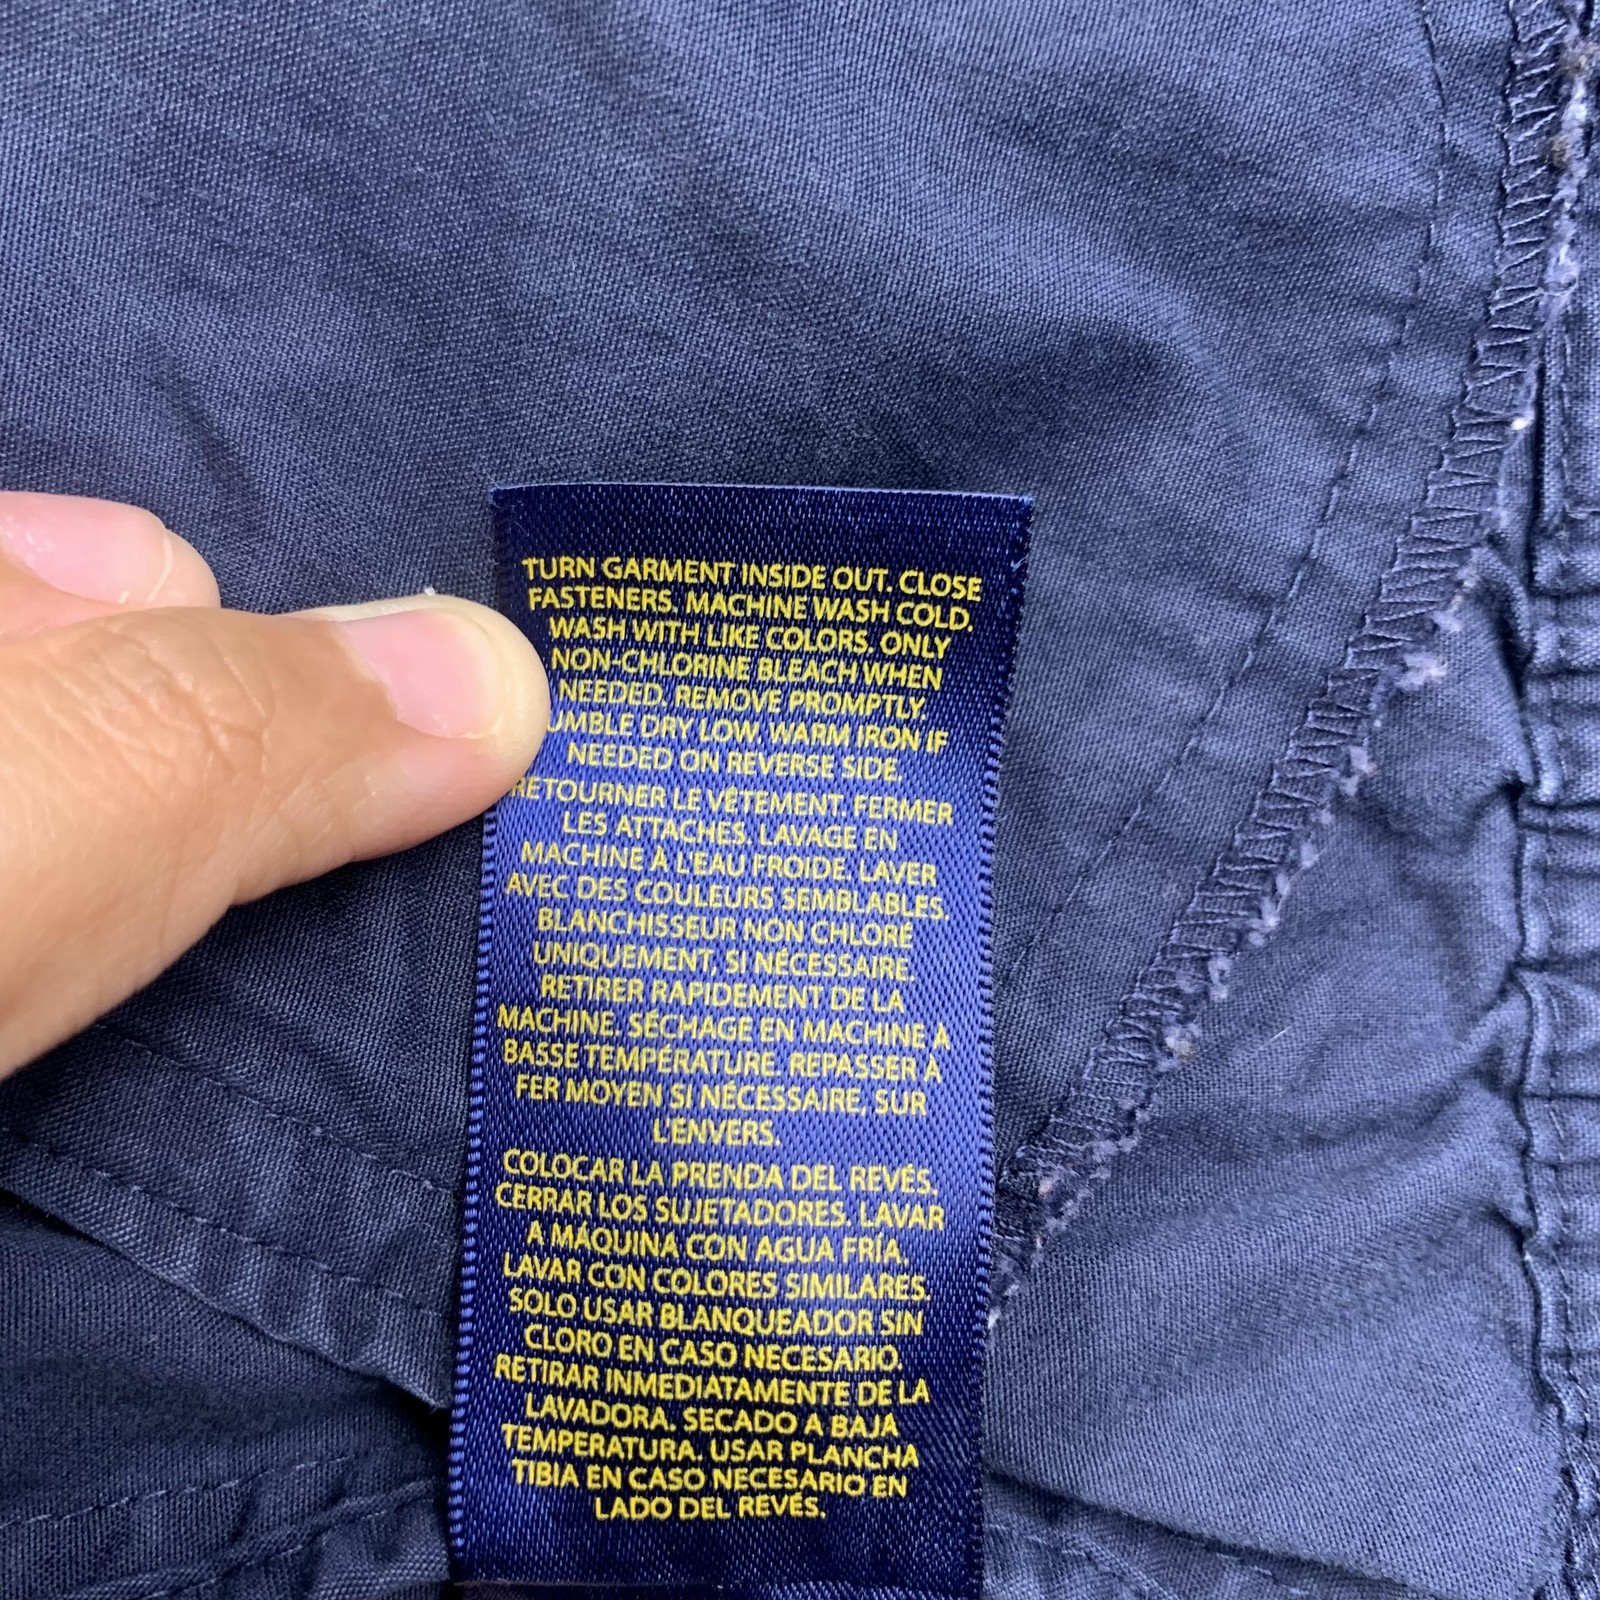 TURN GARMENT INSIDE OUT. CLOSE
FASTENERS. MACHINE WASH COLD.
WASH WITH LIKE COLORS. ONLY
NON-CHLORINE BLEACH WHEN
NEEDED. REMOVE PROMPTLY.
UMBLE DRY LOW. WARM IRON IF
NEEDED ON REVERSE SIDE.
RETOURNER LE VÊTEMENT. FERMER
LES ATTACHES. LAVAGE EN
MACHINE À L'EAU FROIDE. LAVER
AVEC DES COULEURS SEMBLABLES.
BLANCHISSEUR NON CHLORÉ
UNIQUEMENT, SI NÉCESSAIRE.
RETIRER RAPIDEMENT DE LA
MACHINE. SÉCHAGE EN MACHINE À
BASSE TEMPÉRATURE. REPASSER À
FER MOYEN SI NÉCESSAIRE, SUR
L'ENVERS.
COLOCAR LA PRENDA DEL REVÉS.
CERRAR LOS SUJETADORES. LAVAR
A MÁQUINA CON AGUA FRÍA.
LAVAR CON COLORES SIMILARES.
SOLO USAR BLANQUEADOR SIN
CLORO EN CASO NECESARIO.
RETIRAR INMEDIATAMENTE DE LA
LAVADORA. SECADO A BAJA
TEMPERATURA. USAR PLANCHA
TIBIA EN CASO NECESARIO EN
LADO DEL REVÉS.